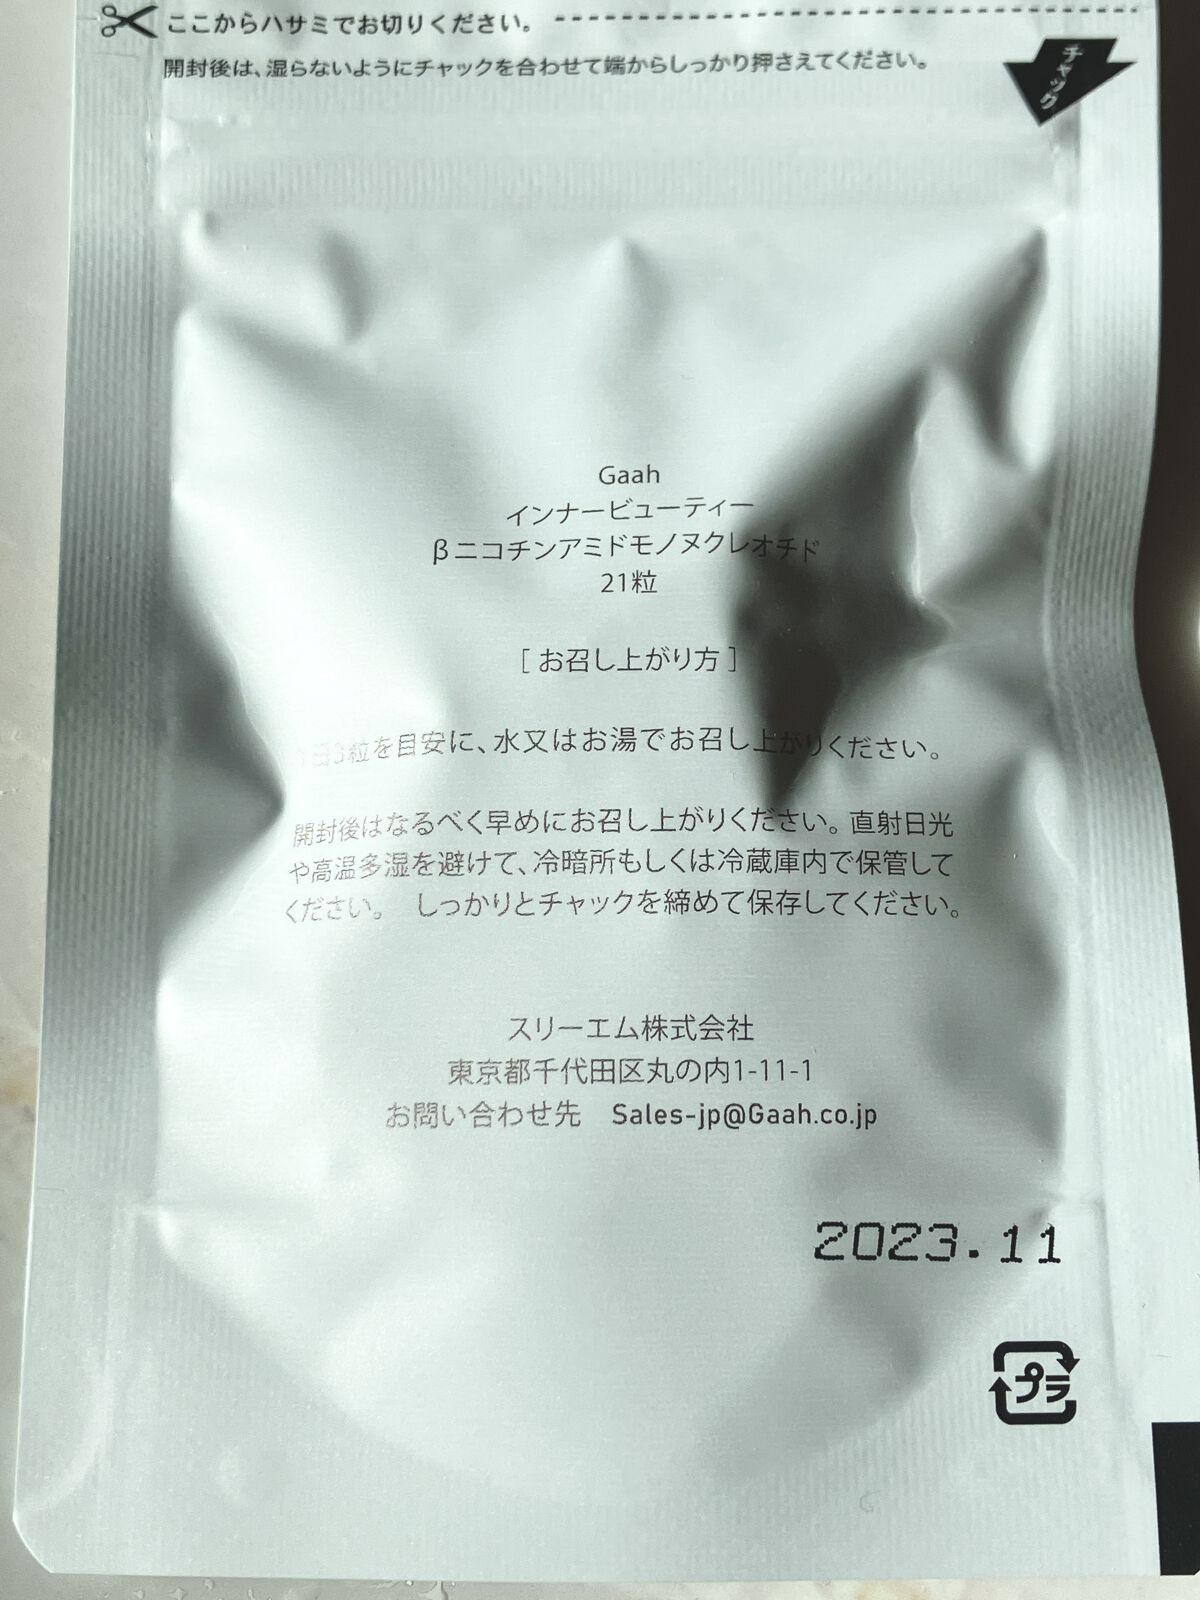 ここからハサミでお切りください。
開封後は、湿らないようにチャックを合わせて端からしっかり押さえてください。
チャック
Gaah
インナービューティー
βニコチンアミドモノヌクレオチド
21粒
[お召し上がり方]
1日3粒を目安に、水又はお湯でお召し上がりください。
開封後はなるべく早めにお召し上がりください。直射日光
や高温多湿を避けて、冷暗所もしくは冷蔵庫内で保管して
ください。 しっかりとチャックを締めて保存してください。
スリーエム株式会社
東京都千代田区丸の内1-11-1
お問い合わせ先 Sales-jp@Gaah.co.jp
2023.11
プラ